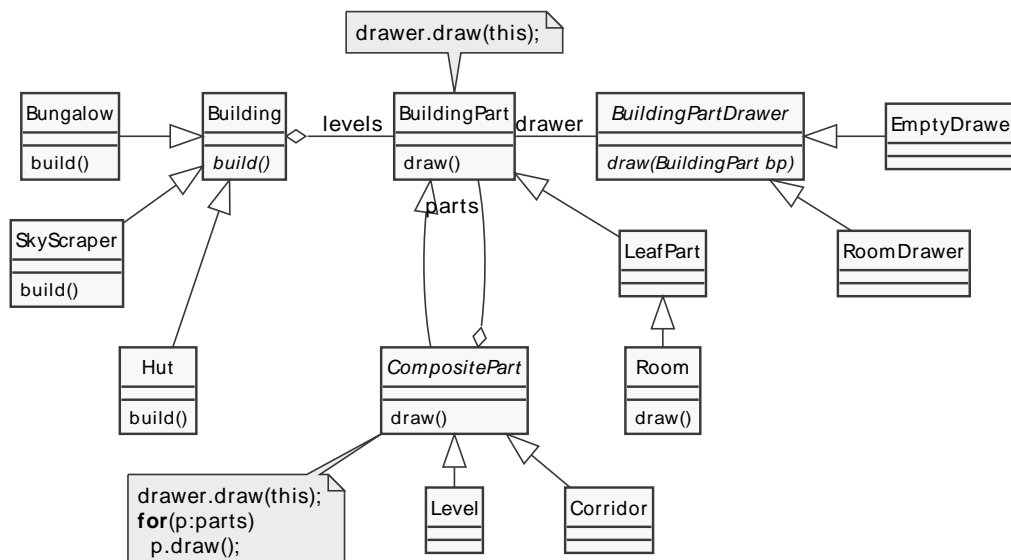 drawer.draw(this);
Bungalow
build()
Building
build()
levels
BuildingPart
draw()
drawer
BuildingPartDrawer
draw(BuildingPart bp)
EmptyDrawe
parts
SkyScraper
build()
LeafPart
RoomDrawer
Hut
build()
CompositePart
draw()
Room
draw()
drawer.draw(this);
for(p:parts)
p.draw();
Level
Corridor